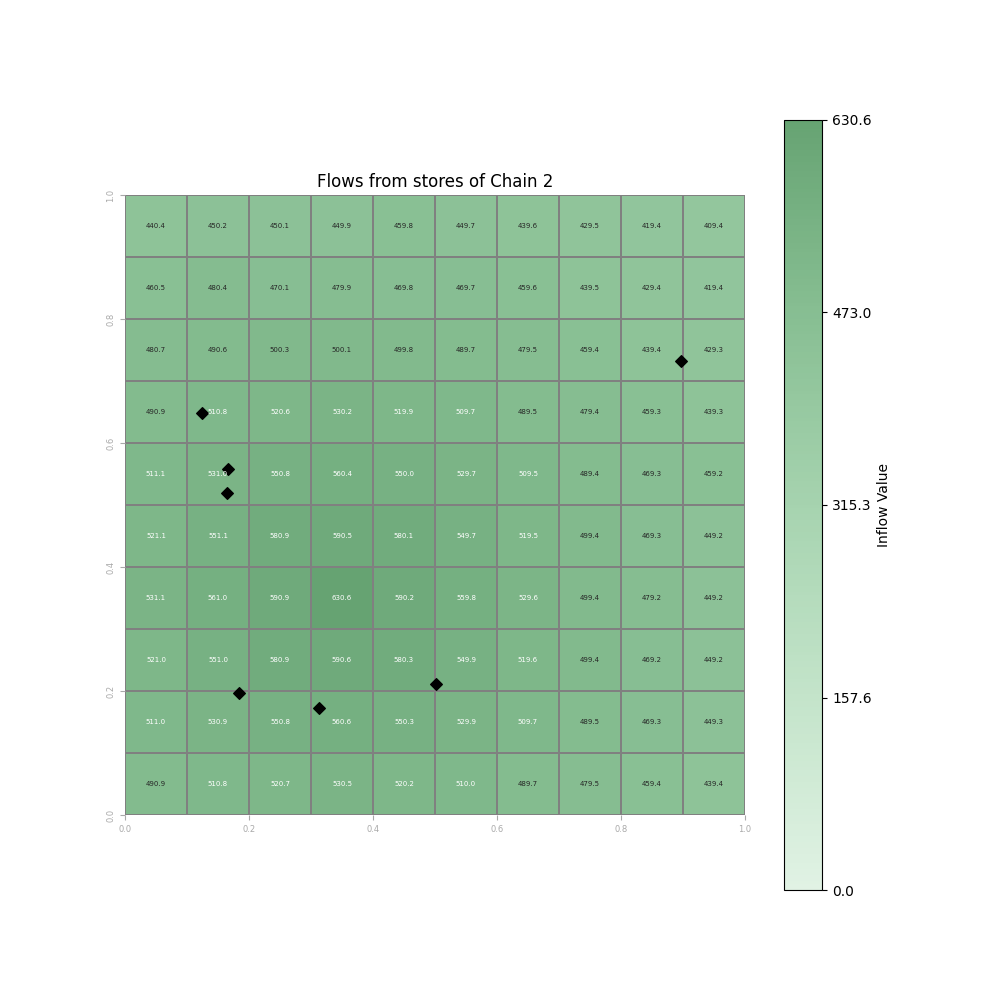 Flows from stores of Chain 2
1.0
440.4 450.2 450.1 449.9 459.8 449.7 439.6 429.5 419.4 409.4
460.5 480.4 470.1 479.9 469.8 469.7 459.6 439.5 429.4 419.4
0.8
480.7 490.6 500.3 500.1 499.8 489.7 479.5 459.4 439.4 429.3
490.9 510.8 520.6 530.2 519.9 509.7 489.5 479.4 459.3 439.3
0.6
511.1 550.8 560.4 550.0 529.7 509.5 489.4 469.3 459.2
521.1 551.1 580.9 590.5 580.1 549.7 519.5 499.4 469.3 449.2
0.4
531.1 561.0 590.9 630.6 590.2 559.8 529.6 499.4 479.2 449.2
521.0 551.0 580.9 590.6 580.3 549.9 519.6 499.4 469.2 449.2
0.2
511.0 530.9 550.8 560.6 550.3 529.9 509.7 489.5 469.3 449.3
490.9 510.8 520.7 530.5 520.2 510.0 489.7 479.5 459.4 439.4
0.0
0.0 0.2 0.4 0.6 0.8 1.0
630.6
473.0
315.3
157.6
0.0
Inflow Value